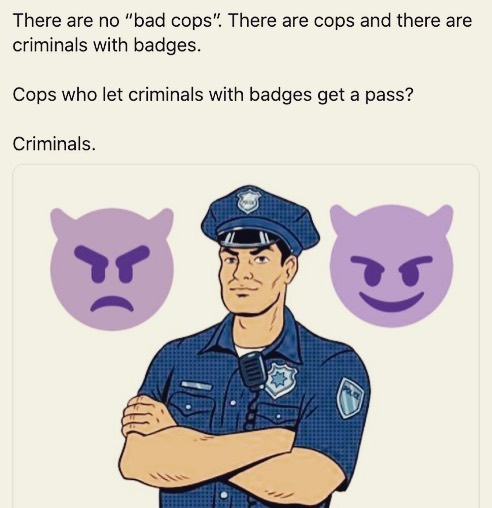 There are no “bad cops”. There are cops and there are
criminals with badges.
Cops who let criminals with badges get a pass?
Criminals.
POLICE